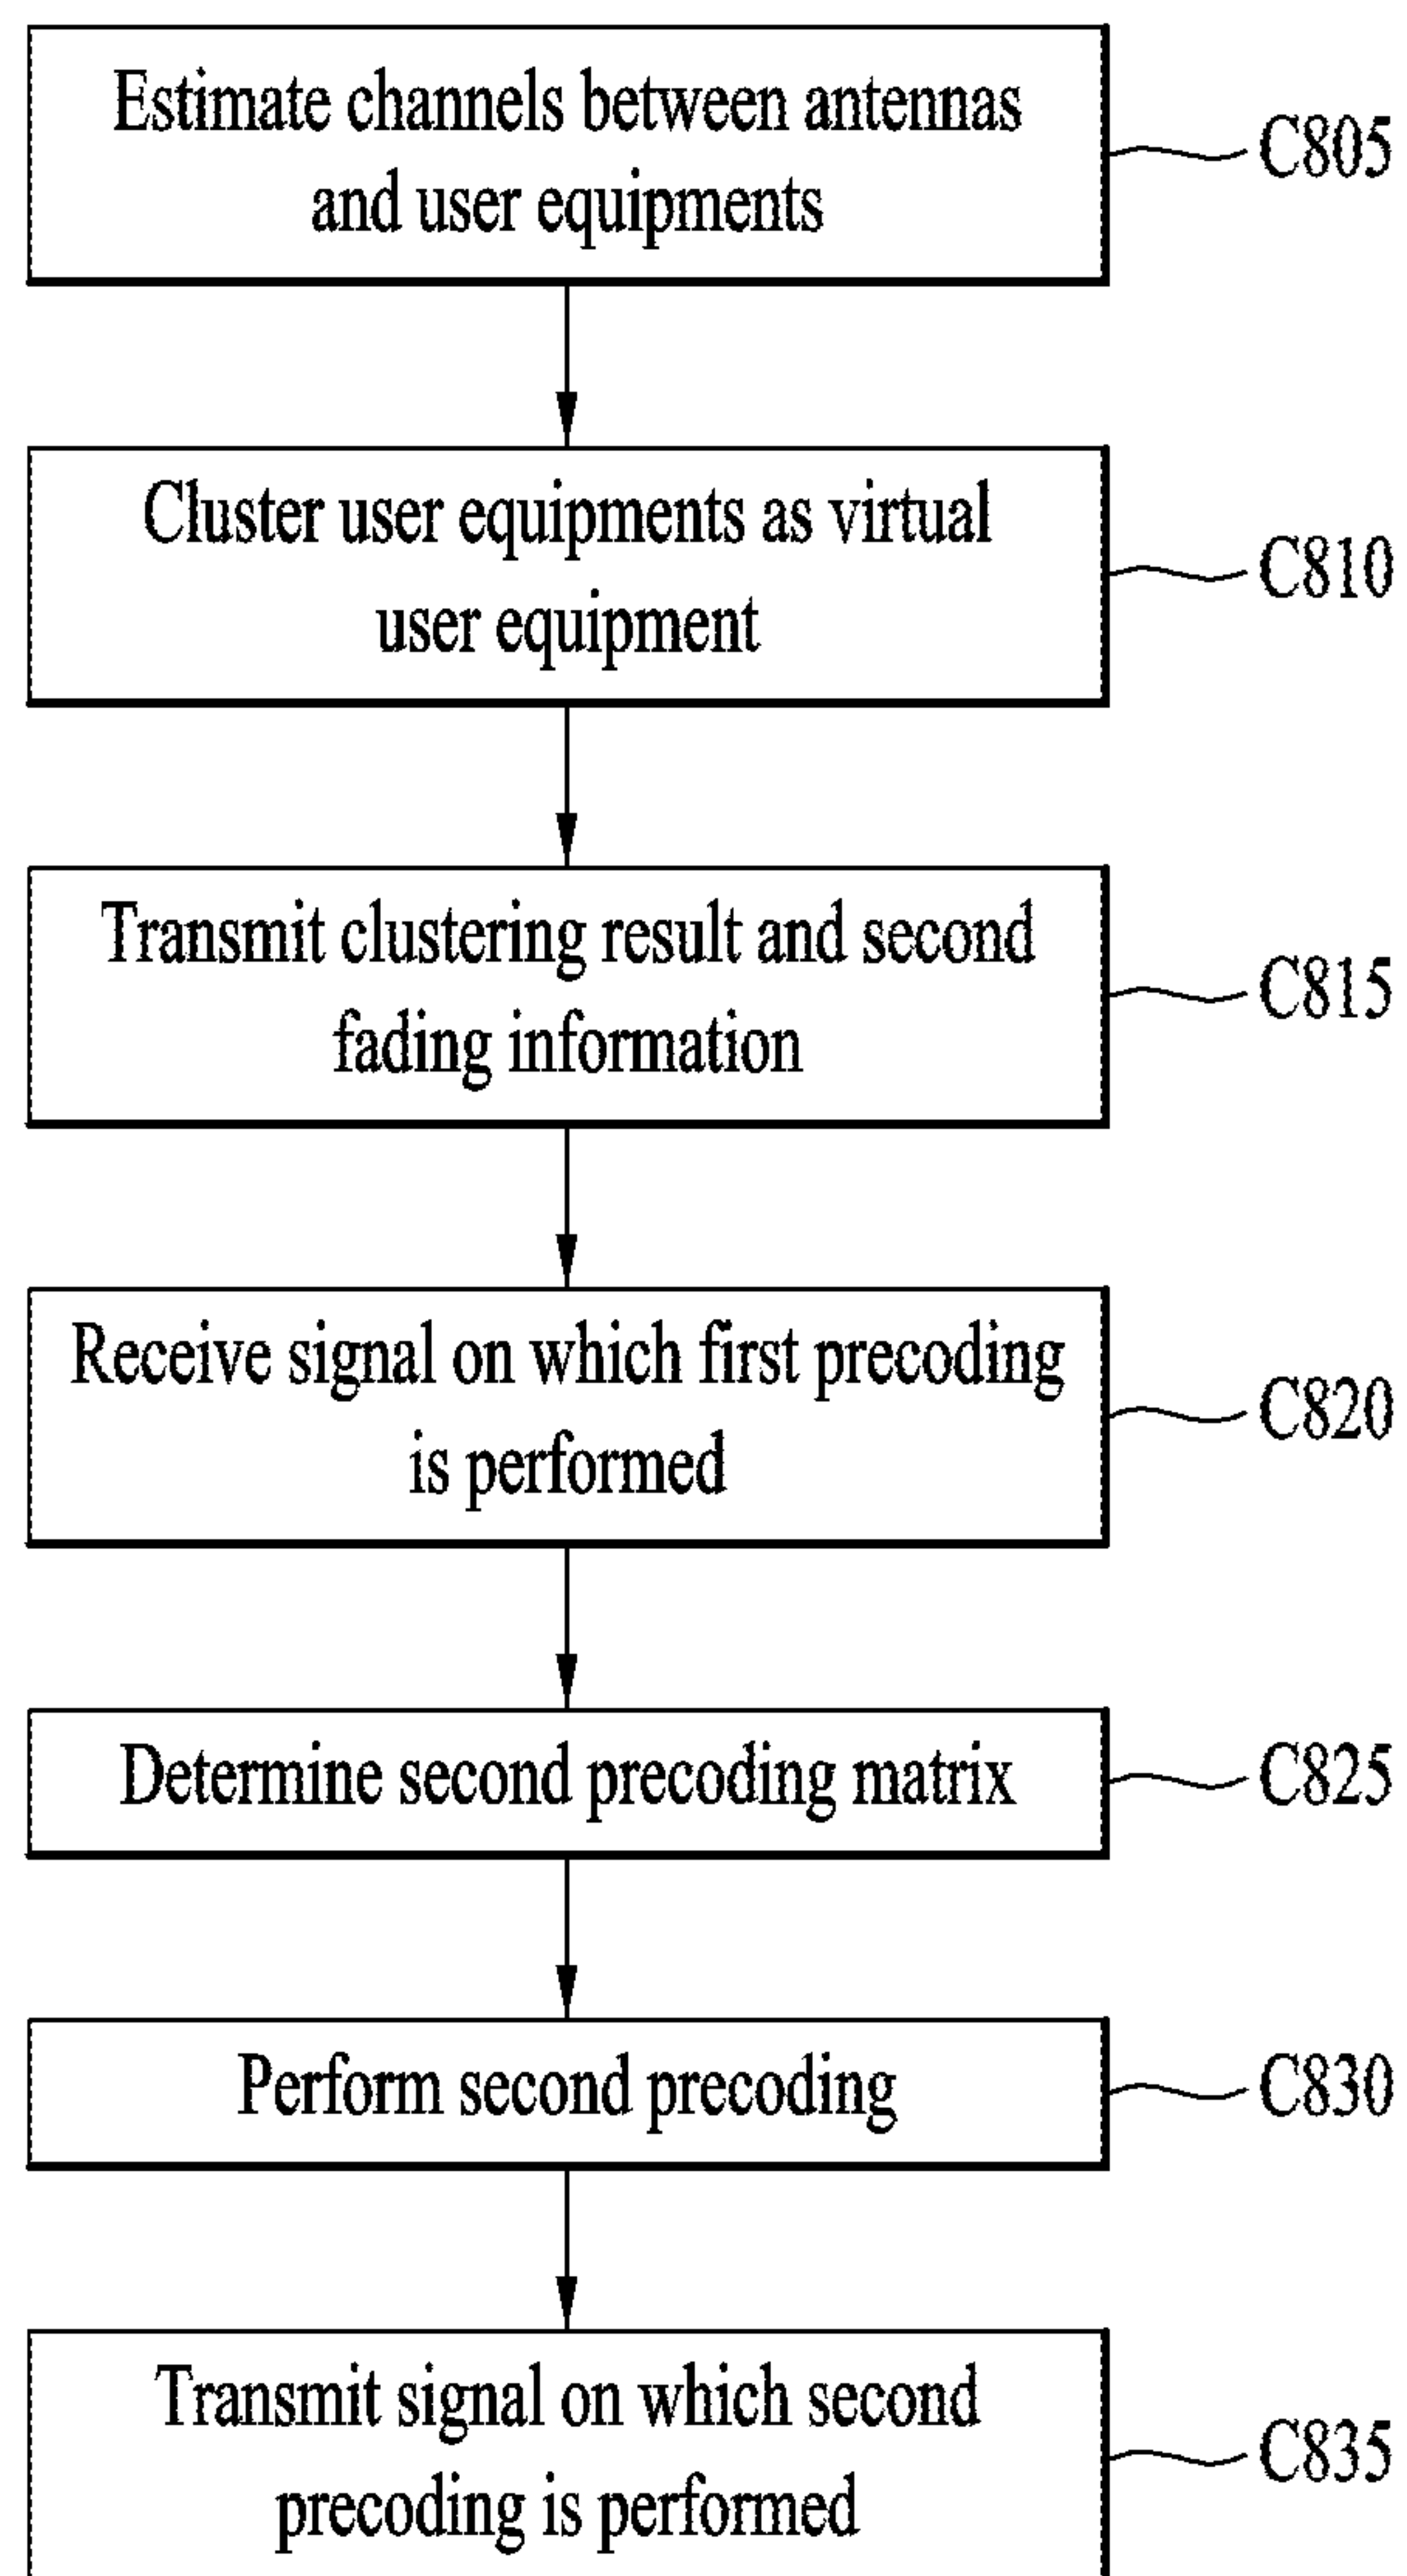 Estimate channels between antennas
and user equipments
C805
Cluster user equipments as virtual
user equipment
C810
Transmit clustering result and second
fading information
C815
Receive signal on which first precoding
is performed
C820
Determine second precoding matrix
C825
Perform second precoding
C830
Transmit signal on which second
precoding is performed
C835